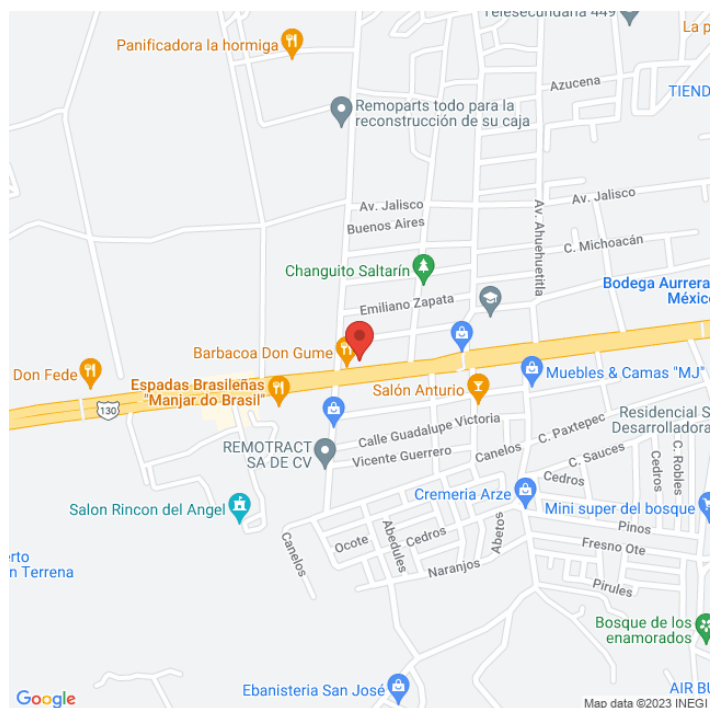 Telesecundaria 449
La p
Panificadora la hormiga
Azucena
TIEND
Remoparts todo para la
reconstrucción de su caja
Av. Jalisco
Av. Jalisco
Buenos Aires
Av. Ahuehuetitla
C. Michoacán
Changuito Saltarín
Bodega Aurrera
México
Emiliano Zapata
Barbacoa Don Gume
Don Fede
Espadas Brasileñas
"Manjar do Brasil"
Muebles & Camas "MJ"
Salón Anturio
130
Residencial S
Desarrolladora
Calle Guadalupe Victoria
C. Paxtepec
REMOTRACT
SA DE CV
Vicente Guerrero
Canelos
C. Sauces
Cedros
C. Robles
Cedros
Cremeria Arze
Mini super del bosque
Salon Rincon del Angel
Pinos
Abedules
Cedros
Abetos
Ocote
Fresno Ote
Canelos
erto
n Terrena
Naranjos
Pirules
Bosque de los
enamorados
Ebanisteria San José
AIR BU
Google
Map data ©2023 INEGI